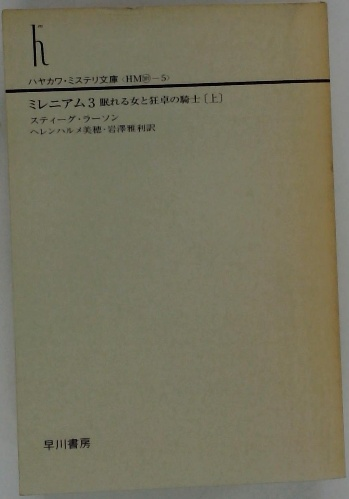 h
ハヤカワ・ミステリ文庫〈HM-5〉
ミレニアム3 眠れる女と狂卓の騎士〔上〕
スティーグ・ラーソン
ヘレンハルメ美穂・岩澤雅利訳
早川書房